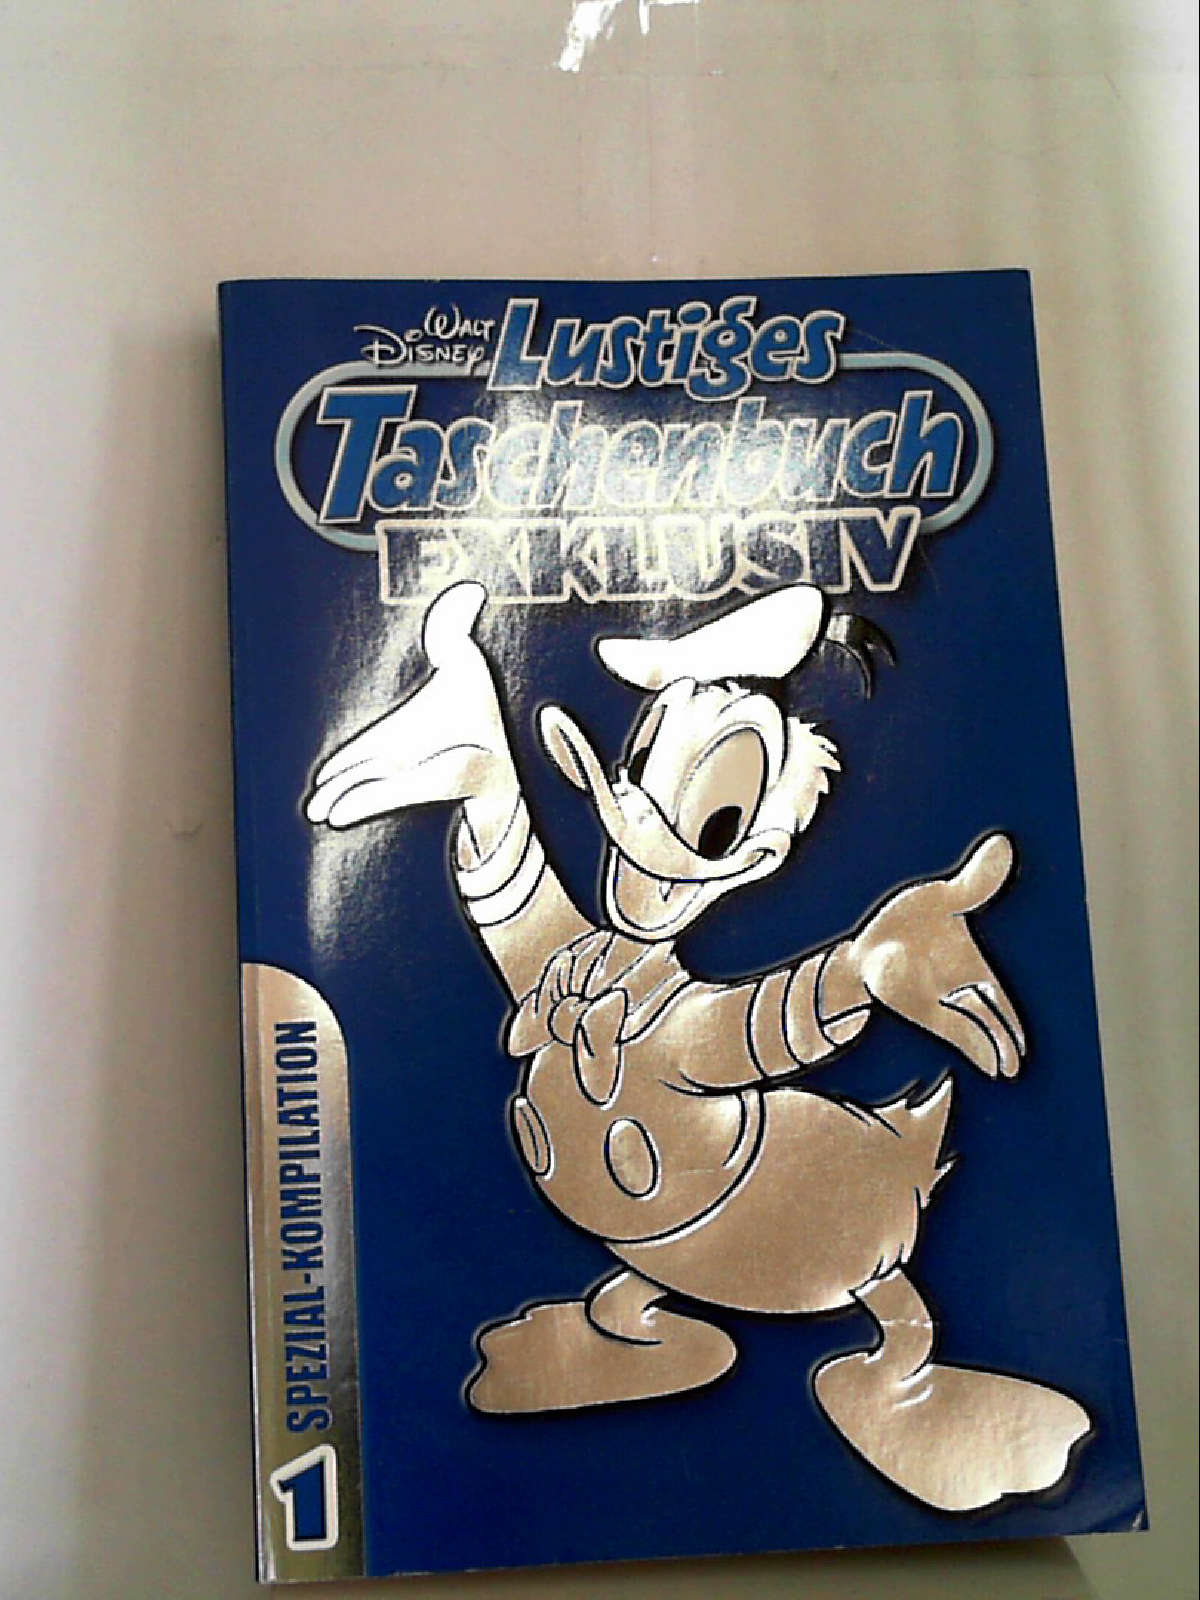 WALT
DISNEY
Lustiges
Taschenbuch
EXKLUSIV
SPEZIAL-KOMPILATION
1